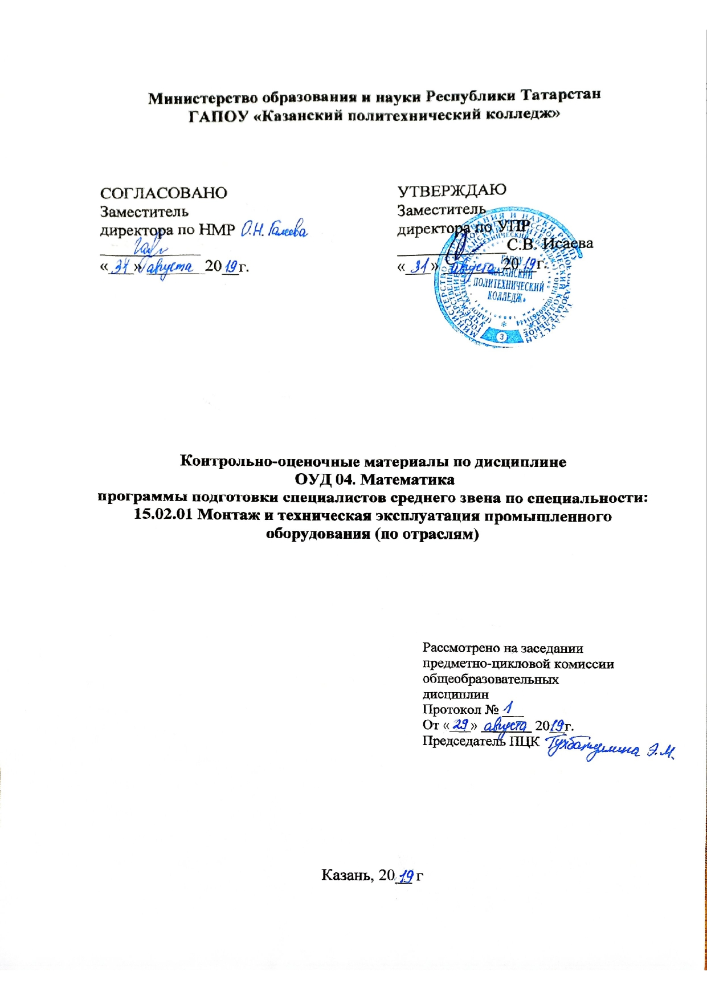 Министерство образования и науки Республики Татарстан
ГАПОУ «Казанский политехнический колледж»
СОГЛАСОВАНО
Заместитель
директора по НМР О.Н. Галеева
«31» августа 2019г.
УТВЕРЖДАЮ
Заместитель
директора по УПР
С.В. Исаева
«31» августа 2019г.
ГАПОУ
КАЗАНСКИЙ
ПОЛИТЕХНИЧЕСКИЙ
КОЛЛЕДЖ
3
Контрольно-оценочные материалы по дисциплине
ОУД 04. Математика
программы подготовки специалистов среднего звена по специальности:
15.02.01 Монтаж и техническая эксплуатация промышленного
оборудования (по отраслям)
Рассмотрено на заседании
предметно-цикловой комиссии
общеобразовательных
дисциплин
Протокол № 1
От «29» августа 2019г.
Председатель ПЦК Тухбатуллина Э.М.
Казань, 2019 г